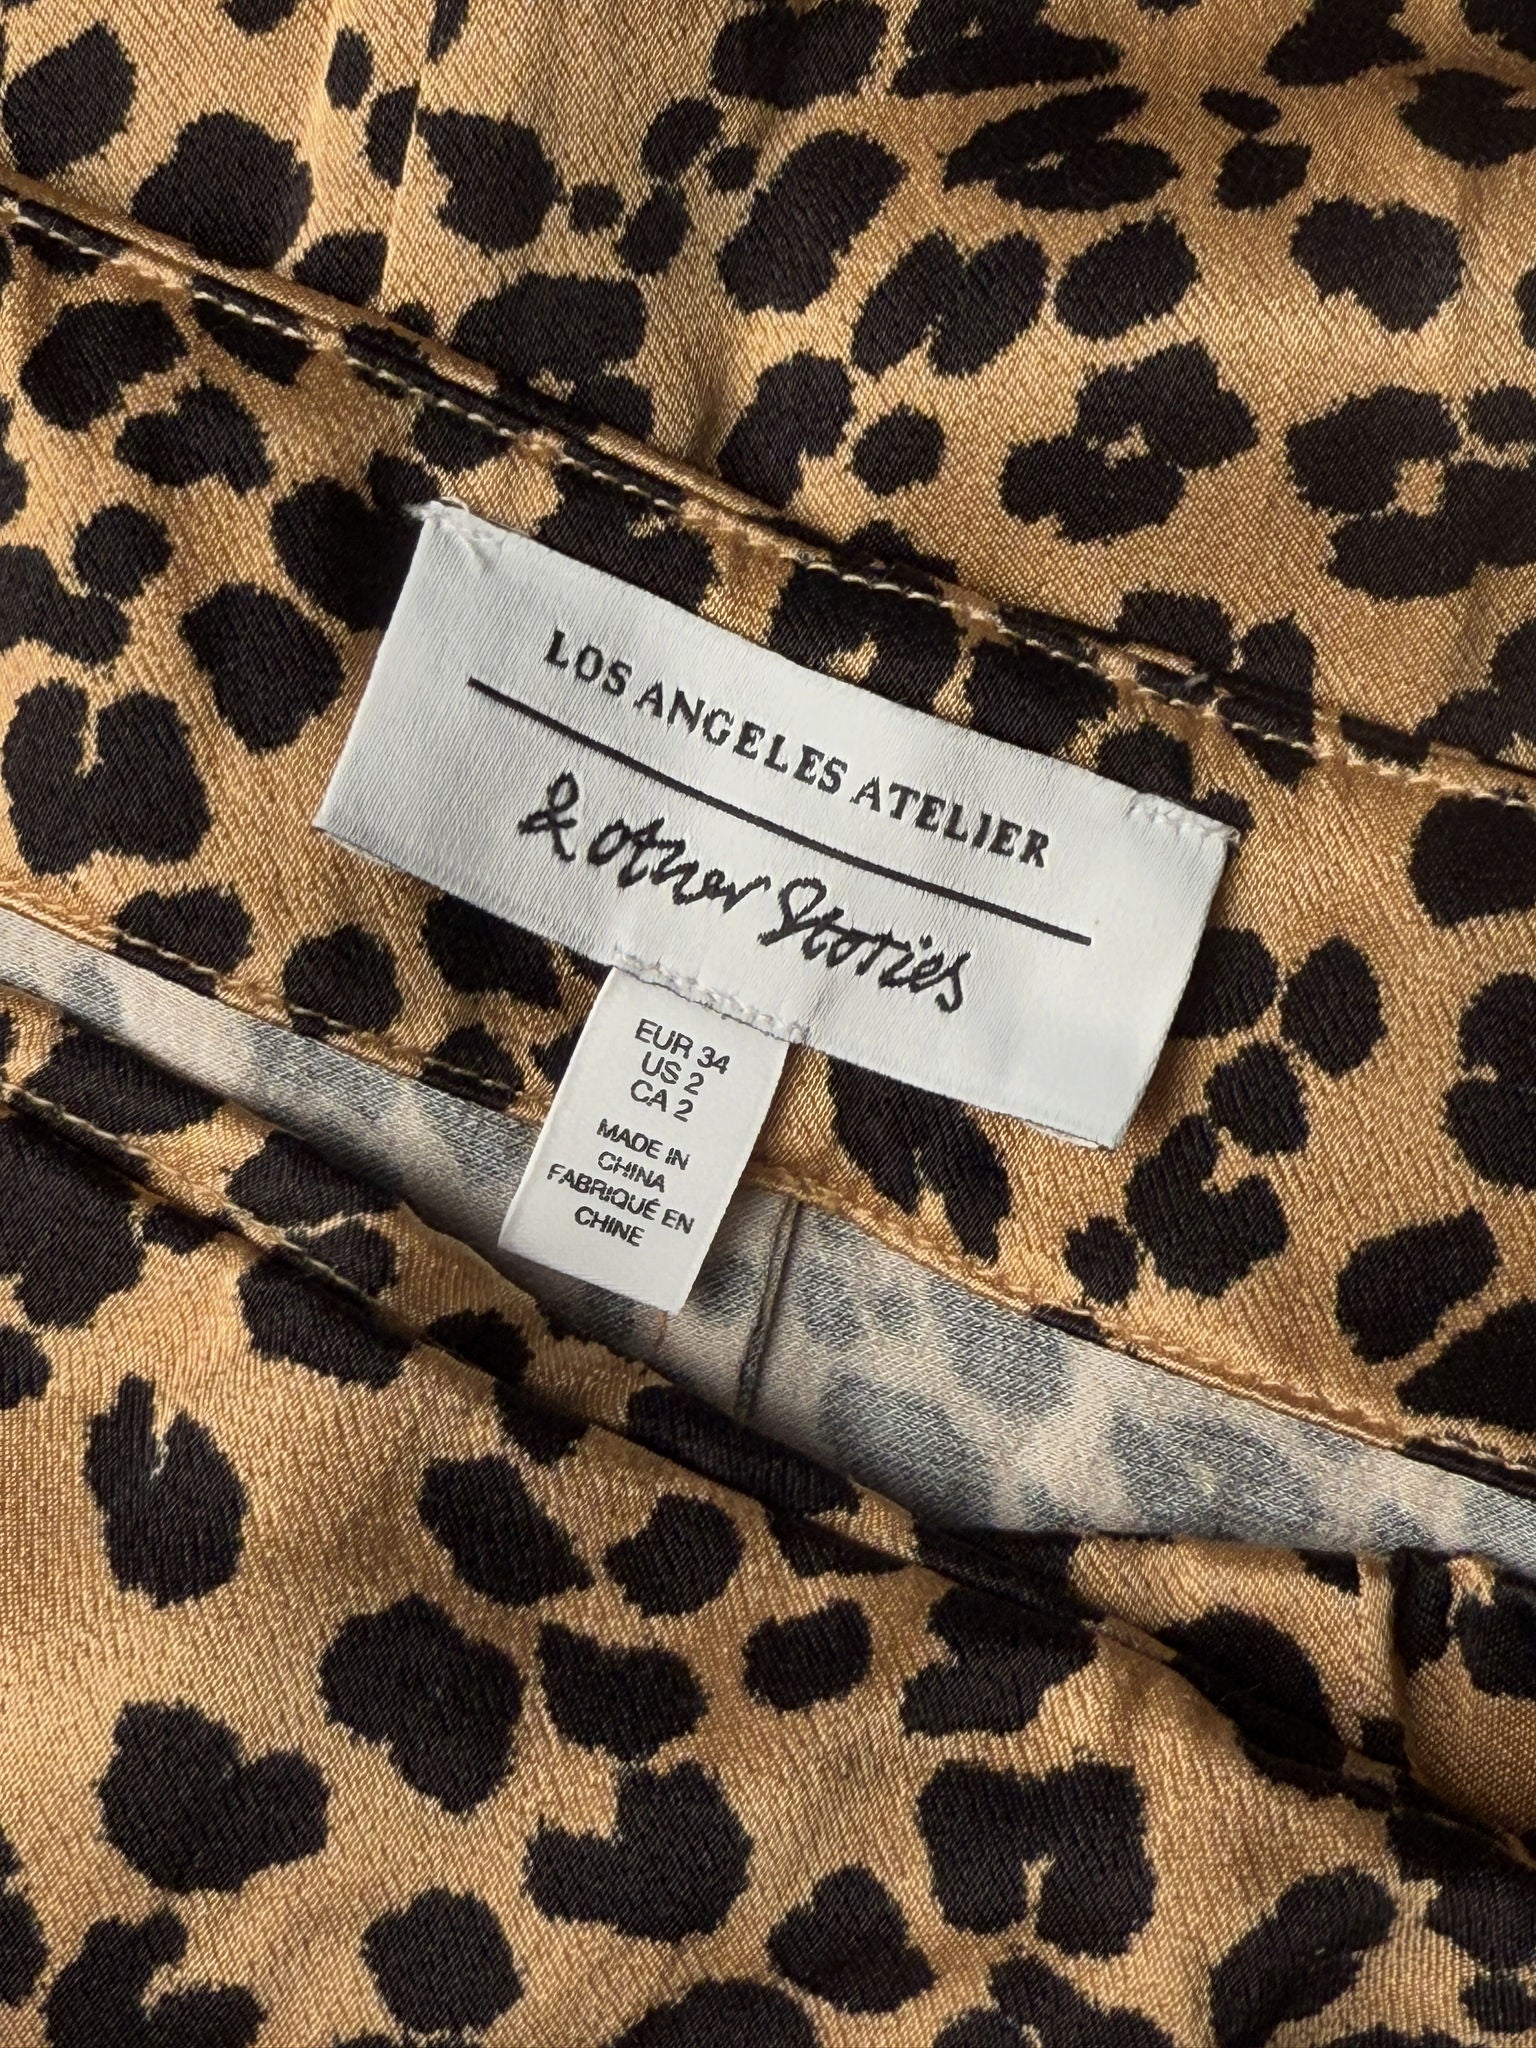 LOS ANGELES ATELIER
& other Stories
EUR 34
US 2
CA 2
MADE IN
CHINA
FABRIQUÉ EN
CHINE